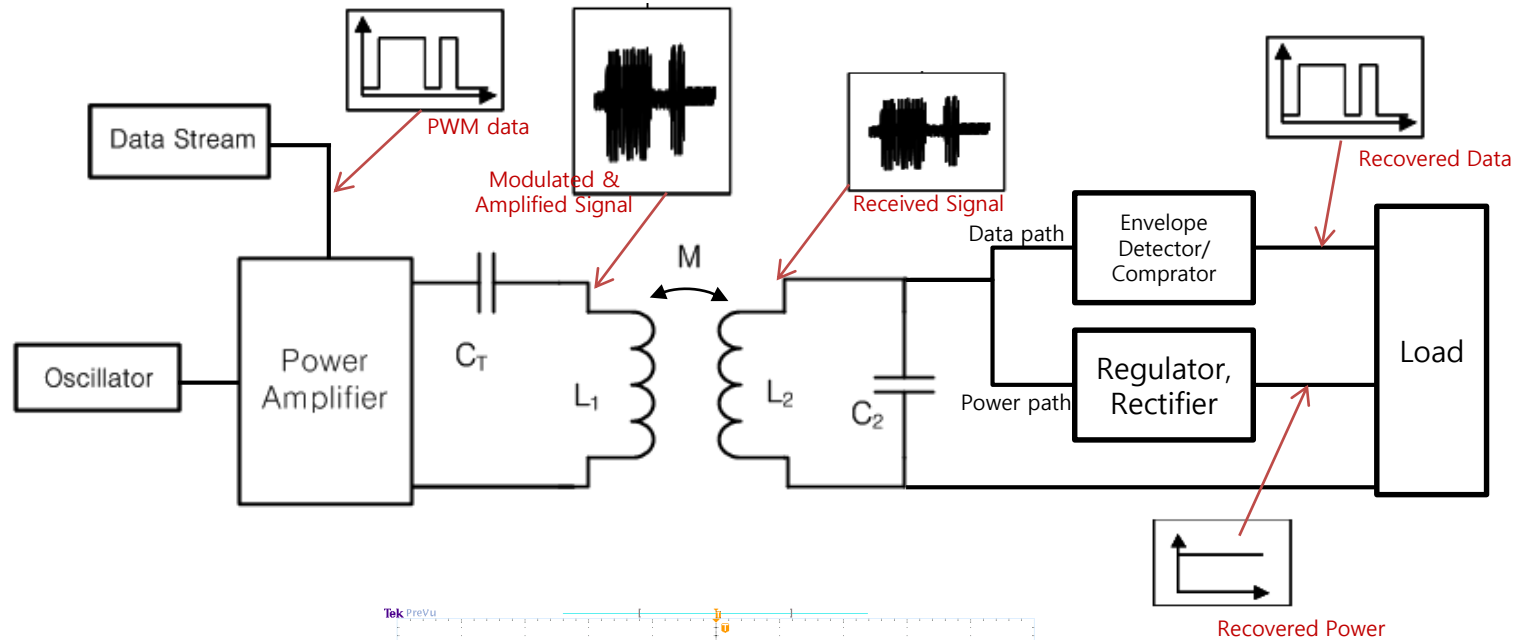 Data Stream
PWM data
Modulated &
Amplified Signal
Received Signal
Recovered Data
M
Data path
Envelope
Detector/
Comprator
Oscillator
Power
Amplifier
CT
L1
L2
C2
Power path
Regulator,
Rectifier
Load
Tek PreVu
T
Recovered Power